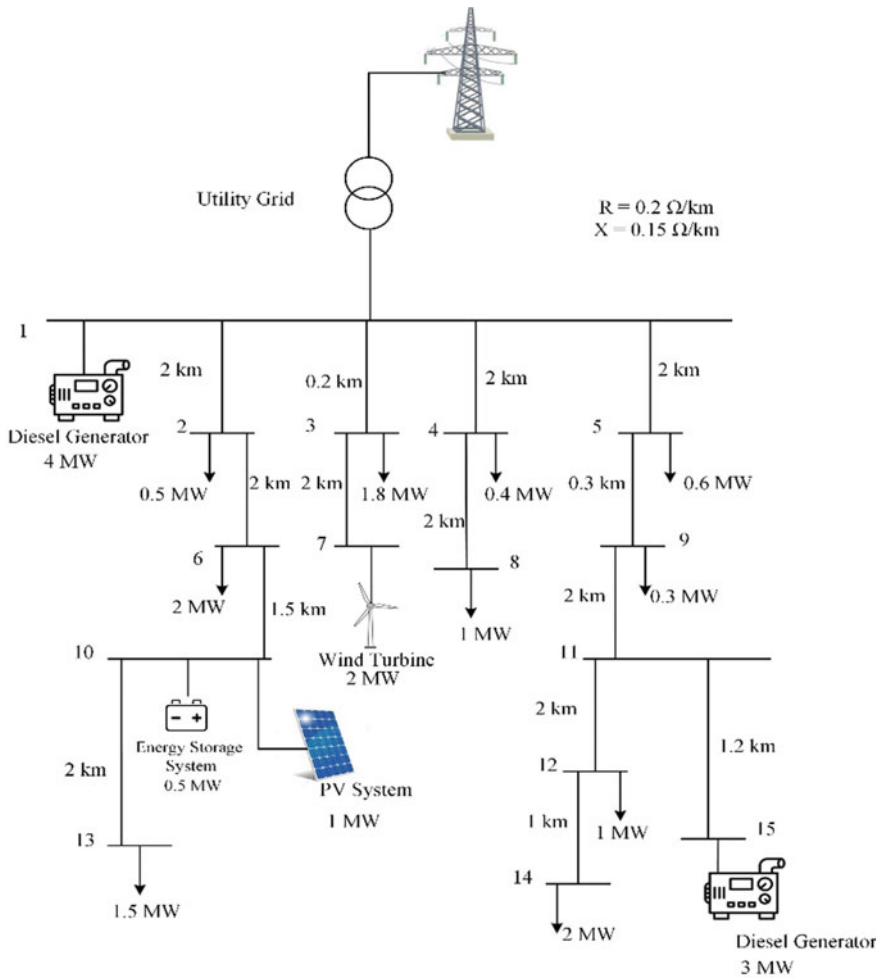 Utility Grid
R = 0.2 Ω/km
X = 0.15 Ω/km
1
2 km
0.2 km
2 km
2 km
Diesel Generator
4 MW
2
3
4
5
0.5 MW
2 km
2 km
1.8 MW
2 km
0.4 MW
0.3 km
0.6 MW
6
7
8
9
2 MW
1.5 km
1 MW
2 km
0.3 MW
10
Wind Turbine
2 MW
11
2 km
Energy Storage
System
0.5 MW
PV System
1 MW
2 km
1.2 km
12
1 km
1 MW
13
15
14
1.5 MW
2 MW
Diesel Generator
3 MW